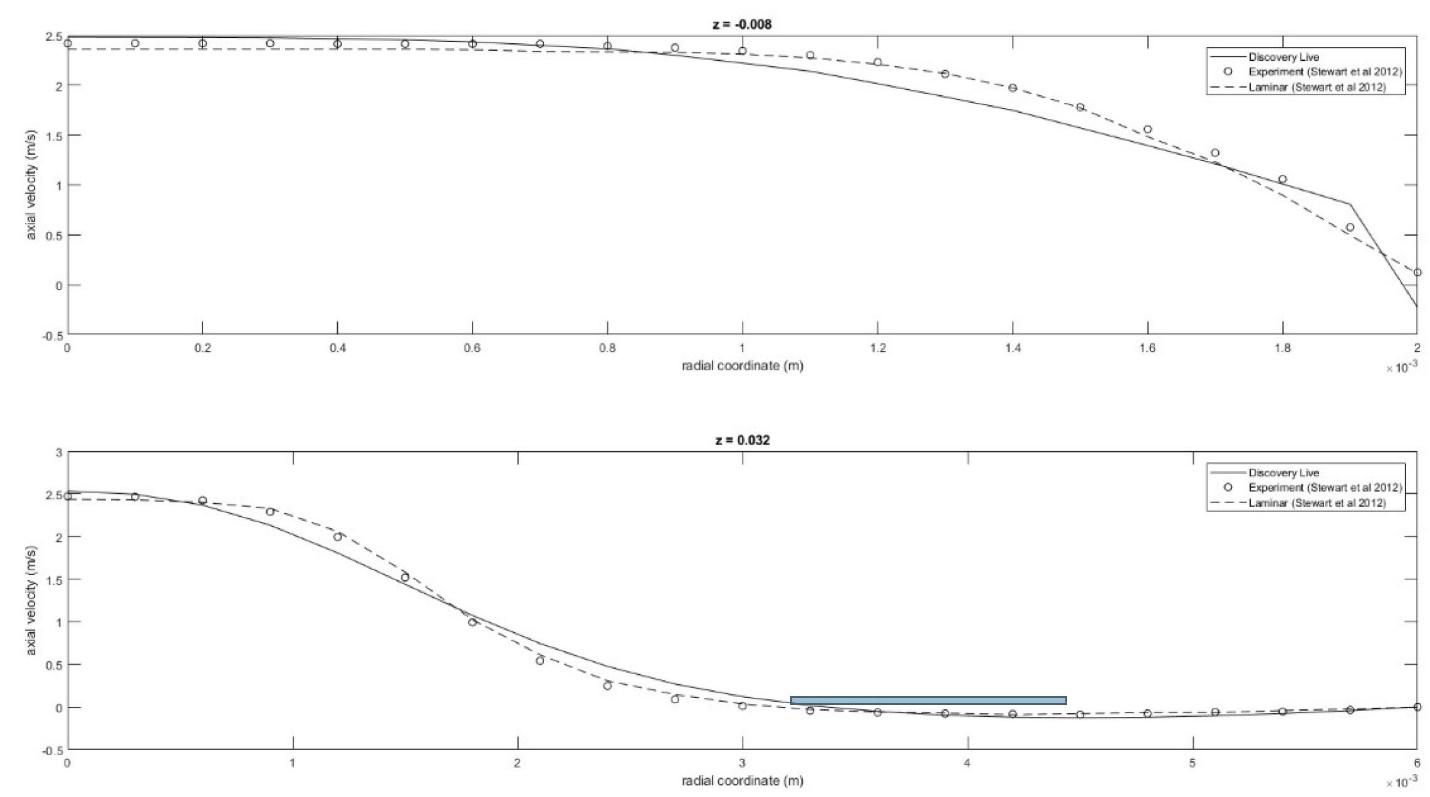 z = -0.008
2.5
2
1.5
1
0.5
0
-0.5
axial velocity (m/s)
Discovery Live
Experiment (Stewart et al 2012)
Laminar (Stewart et al 2012)
0 0.2 0.4 0.6 0.8 1 1.2 1.4 1.6 1.8 2
radial coordinate (m)
×10⁻³
z = 0.032
3
2.5
2
1.5
1
0.5
0
-0.5
axial velocity (m/s)
Discovery Live
Experiment (Stewart et al 2012)
Laminar (Stewart et al 2012)
0 1 2 3 4 5 6
radial coordinate (m)
×10⁻³